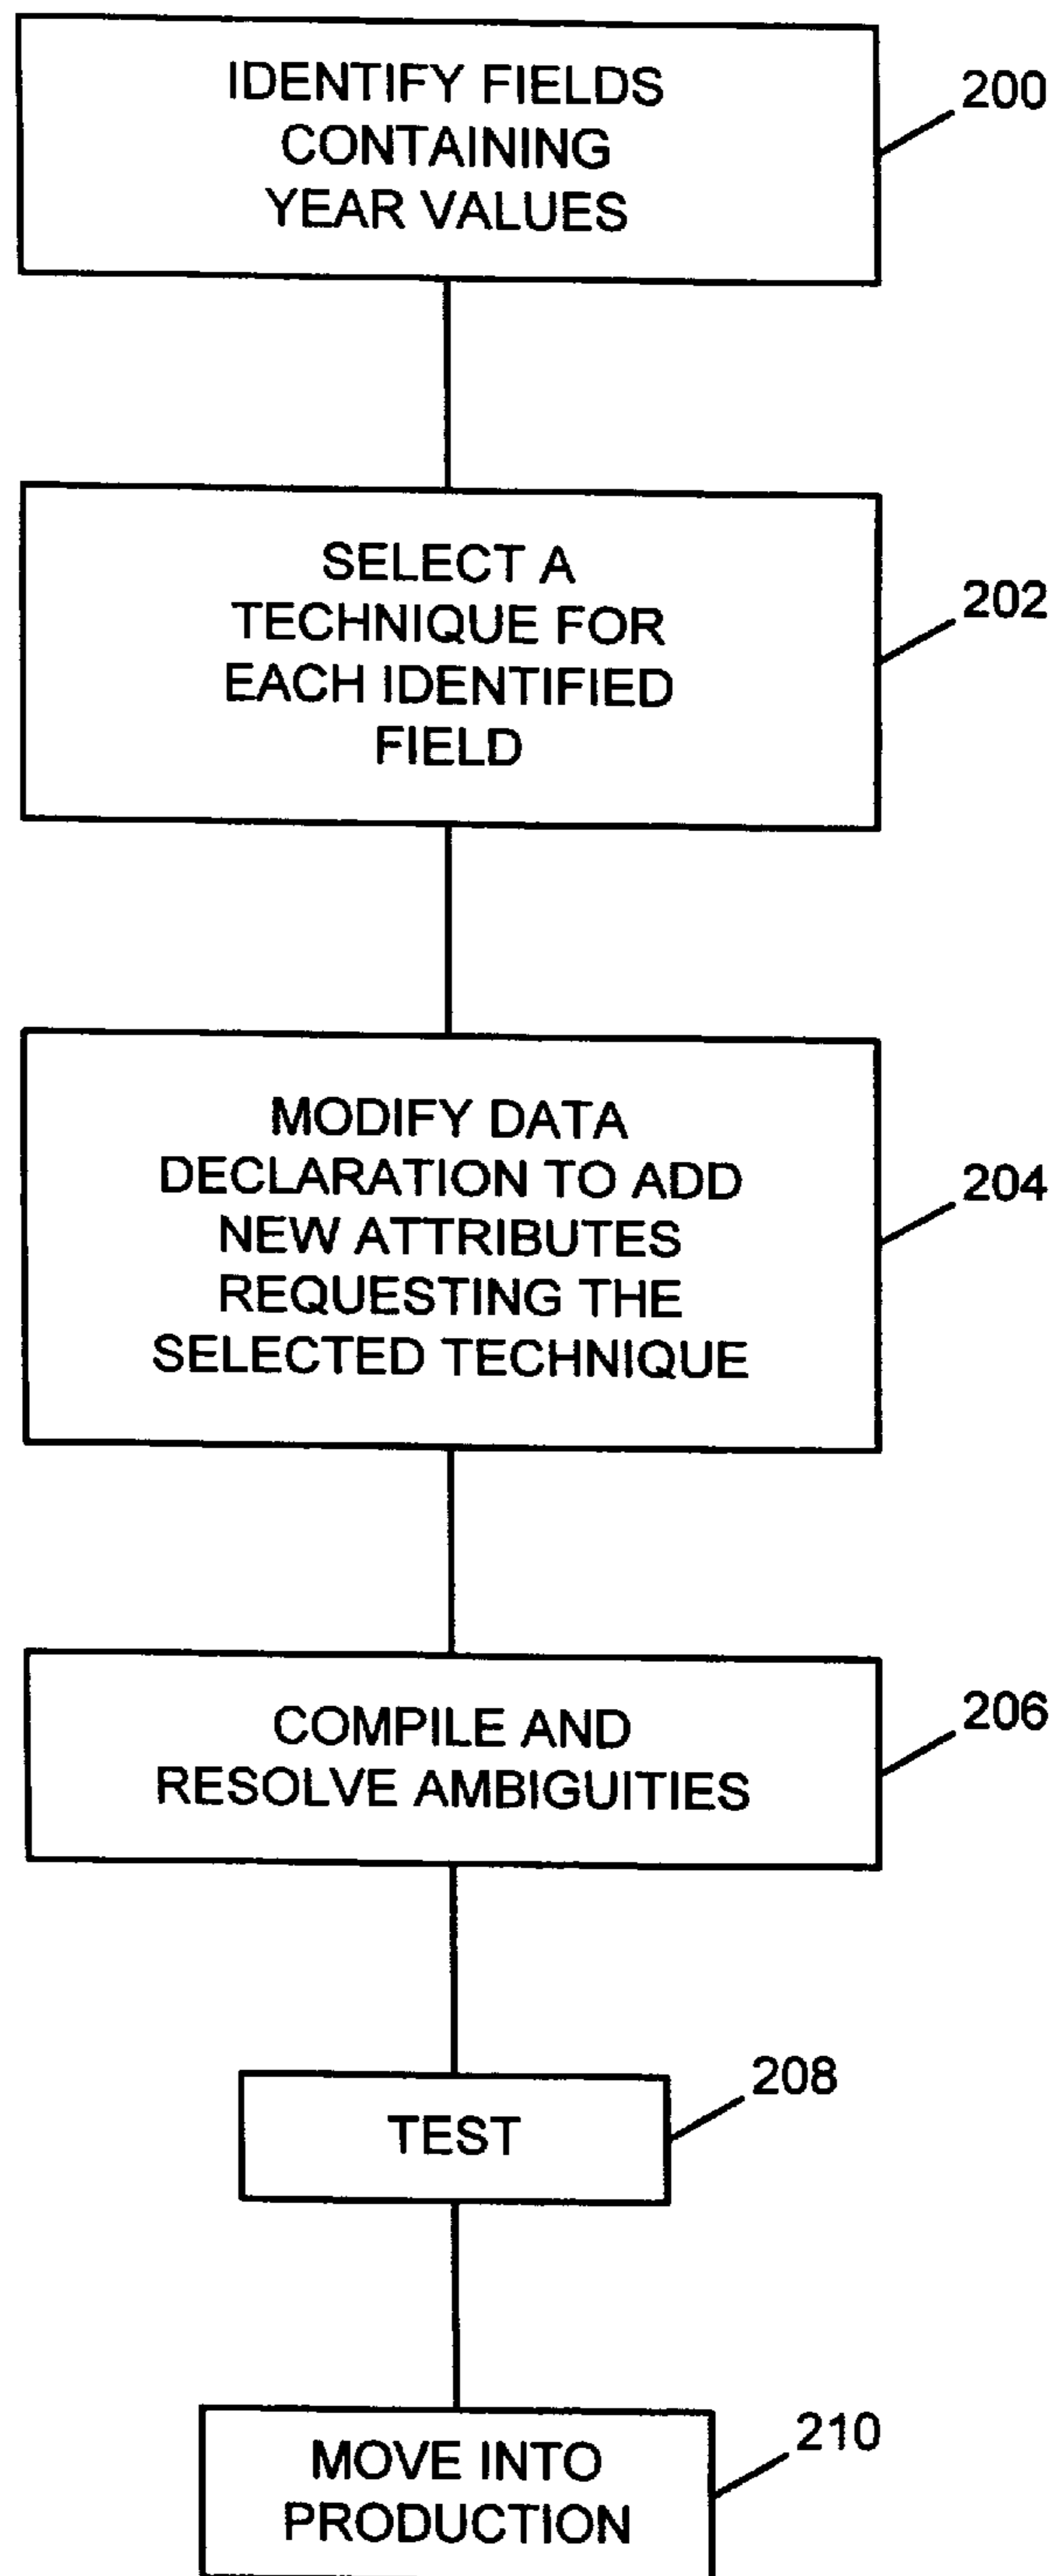 IDENTIFY FIELDS
CONTAINING
YEAR VALUES
200
SELECT A
TECHNIQUE FOR
EACH IDENTIFIED
FIELD
202
MODIFY DATA
DECLARATION TO ADD
NEW ATTRIBUTES
REQUESTING THE
SELECTED TECHNIQUE
204
COMPILE AND
RESOLVE AMBIGUITIES
206
TEST
208
MOVE INTO
PRODUCTION
210